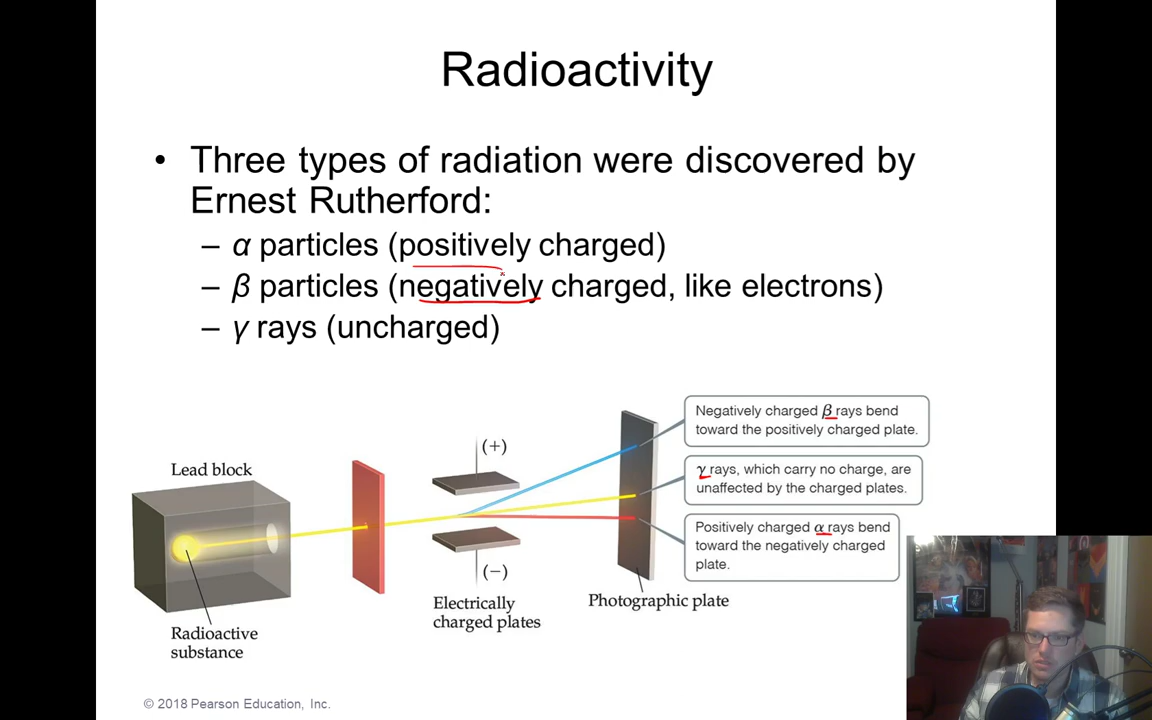 Radioactivity
• Three types of radiation were discovered by
Ernest Rutherford:
– α particles (positively charged)
– β particles (negatively charged, like electrons)
– γ rays (uncharged)
Negatively charged β rays bend
toward the positively charged plate.
(+)
Lead block
γ rays, which carry no charge, are
unaffected by the charged plates.
Positively charged α rays bend
toward the negatively charged
plate.
(−)
Electrically
charged plates
Photographic plate
Radioactive
substance
© 2018 Pearson Education, Inc.